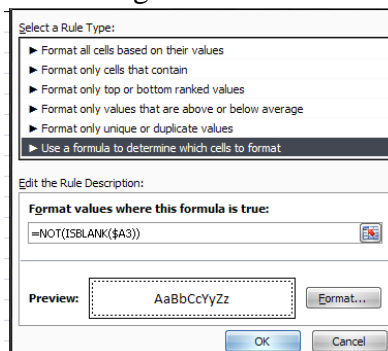 Select a Rule Type:
► Format all cells based on their values
► Format only cells that contain
► Format only top or bottom ranked values
► Format only values that are above or below average
► Format only unique or duplicate values
► Use a formula to determine which cells to format
Edit the Rule Description:
Format values where this formula is true:
=NOT(ISBLANK($A3))
Preview: AaBbCcYyZz Format...
OK Cancel